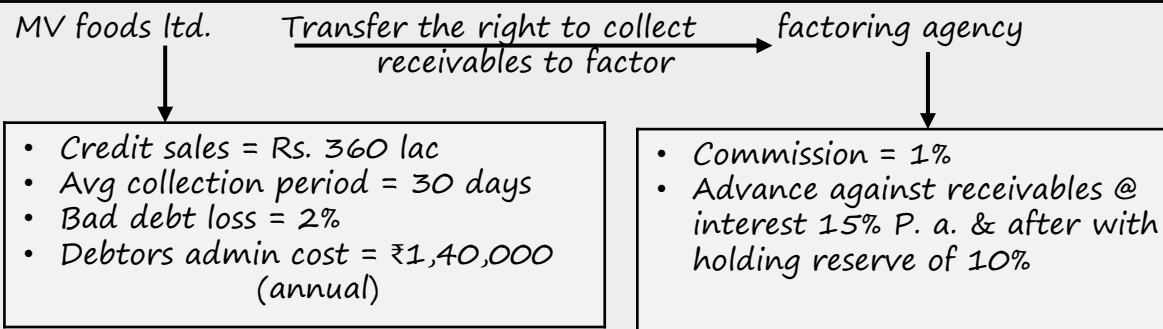 MV foods ltd. Transfer the right to collect factoring agency
receivables to factor
• Credit sales = Rs. 360 lac
• Avg collection period = 30 days
• Bad debt loss = 2%
• Debtors admin cost = ₹1,40,000
(annual)
• Commission = 1%
• Advance against receivables @
interest 15% P. a. & after with
holding reserve of 10%